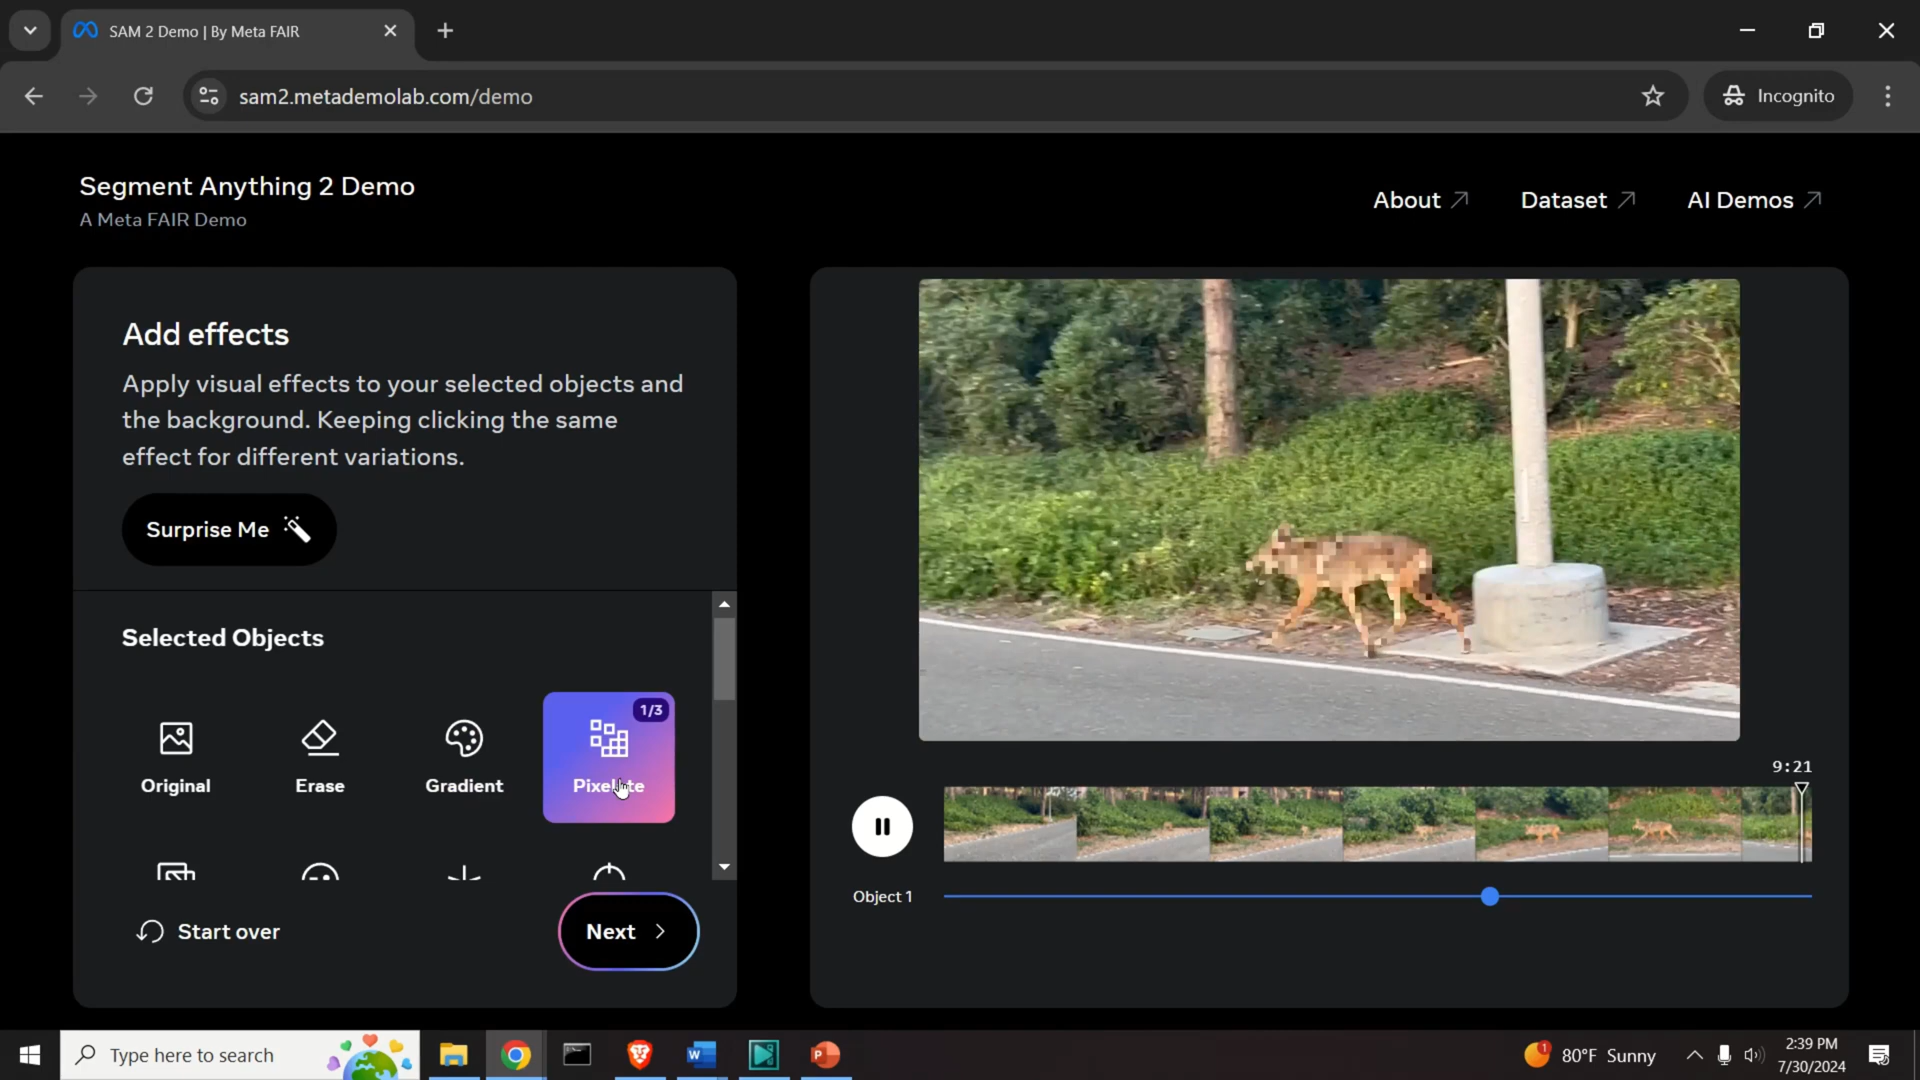 SAM 2 Demo | By Meta FAIR
sam2.metademolab.com/demo
Incognito
Segment Anything 2 Demo
A Meta FAIR Demo
About
Dataset
AI Demos
Add effects
Apply visual effects to your selected objects and
the background. Keeping clicking the same
effect for different variations.
Surprise Me
Selected Objects
Original
Erase
Gradient
1/3
Pixelate
Start over
Next
9:21
Object 1
Type here to search
1
80°F Sunny
2:39 PM
7/30/2024